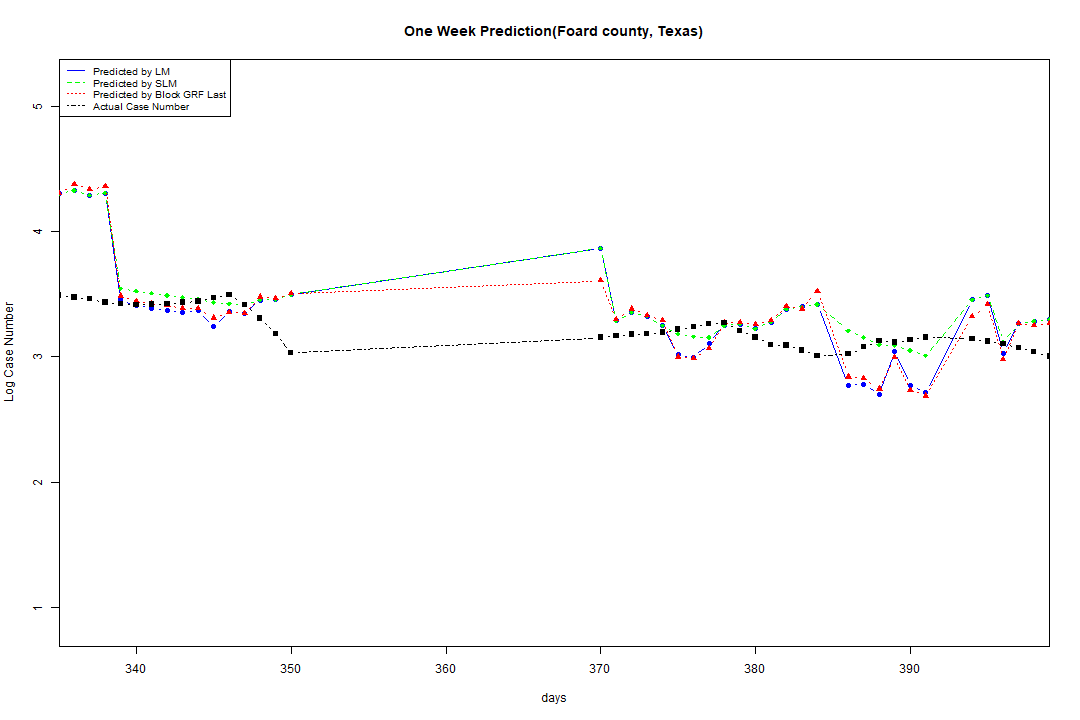 One Week Prediction(Foard county, Texas)
Predicted by LM
Predicted by SLM
Predicted by Block GRF Last
Actual Case Number
5
4
3
2
1
Log Case Number
340 350 360 370 380 390
days